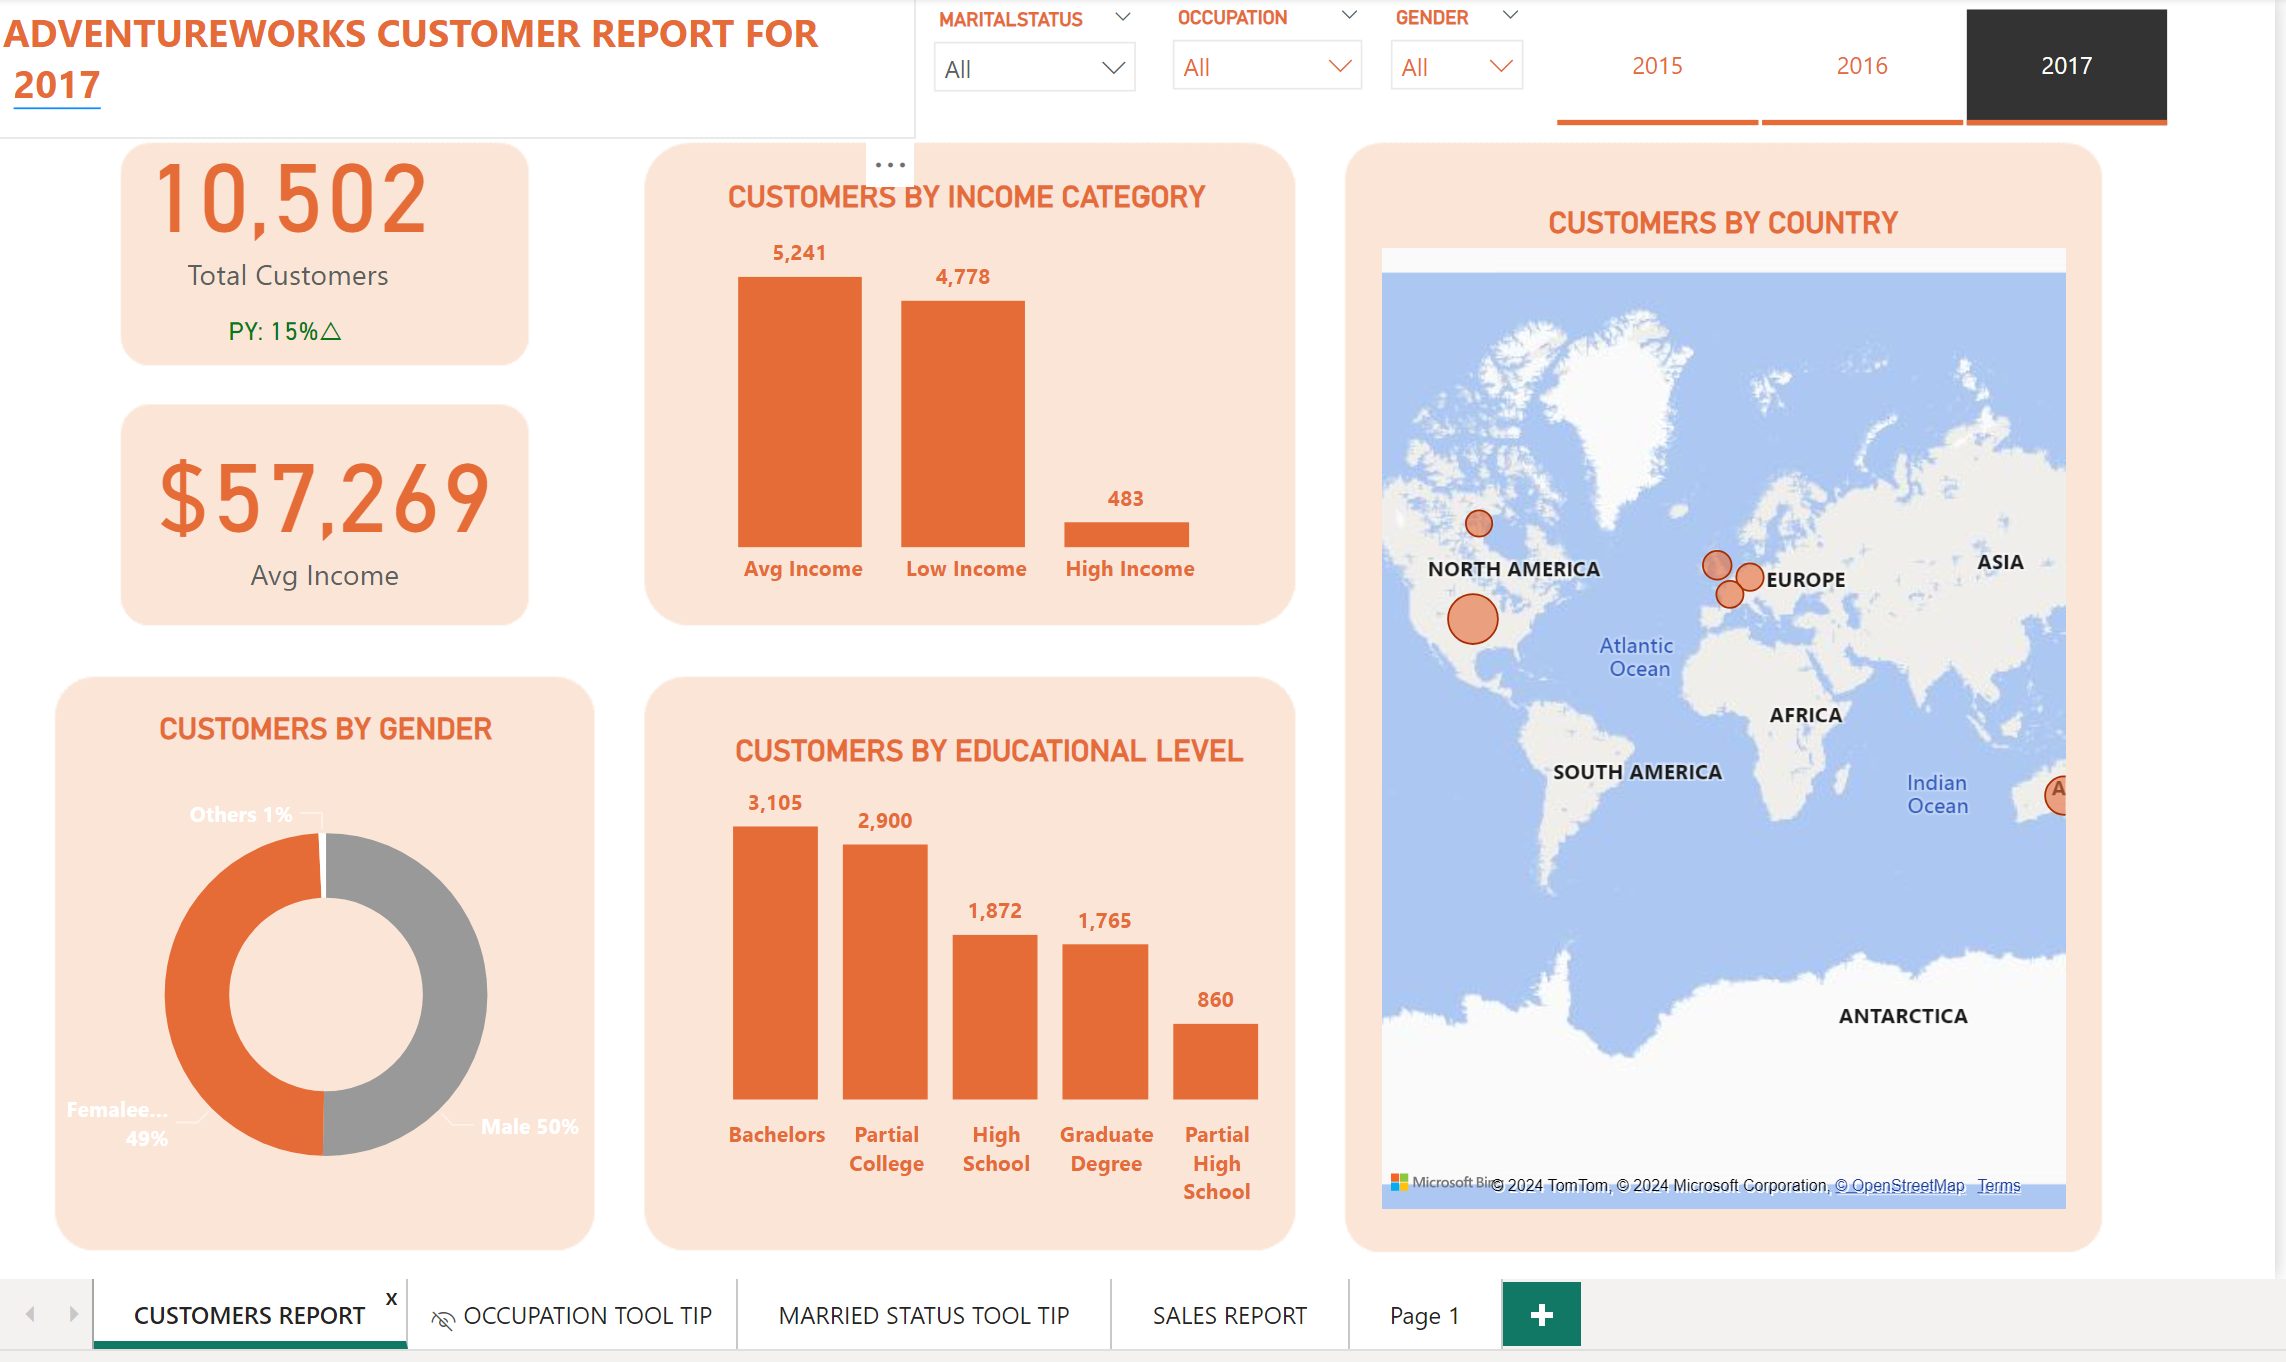 ADVENTUREWORKS CUSTOMER REPORT FOR
2017
MARITALSTATUS
All
OCCUPATION
All
GENDER
All
2015
2016
2017
10,502
Total Customers
PY: 15%△
$57,269
Avg Income
CUSTOMERS BY INCOME CATEGORY
5,241
4,778
483
Avg Income
Low Income
High Income
CUSTOMERS BY COUNTRY
NORTH AMERICA
EUROPE
ASIA
Atlantic
Ocean
AFRICA
SOUTH AMERICA
Indian
Ocean
A
ANTARCTICA
Microsoft Bin
© 2024 TomTom, © 2024 Microsoft Corporation, © OpenStreetMap Terms
CUSTOMERS BY GENDER
Others 1%
Femalee...
49%
Male 50%
CUSTOMERS BY EDUCATIONAL LEVEL
3,105
2,900
1,872
1,765
860
Bachelors
Partial
College
High
School
Graduate
Degree
Partial
High
School
CUSTOMERS REPORT
x
OCCUPATION TOOL TIP
MARRIED STATUS TOOL TIP
SALES REPORT
Page 1
+